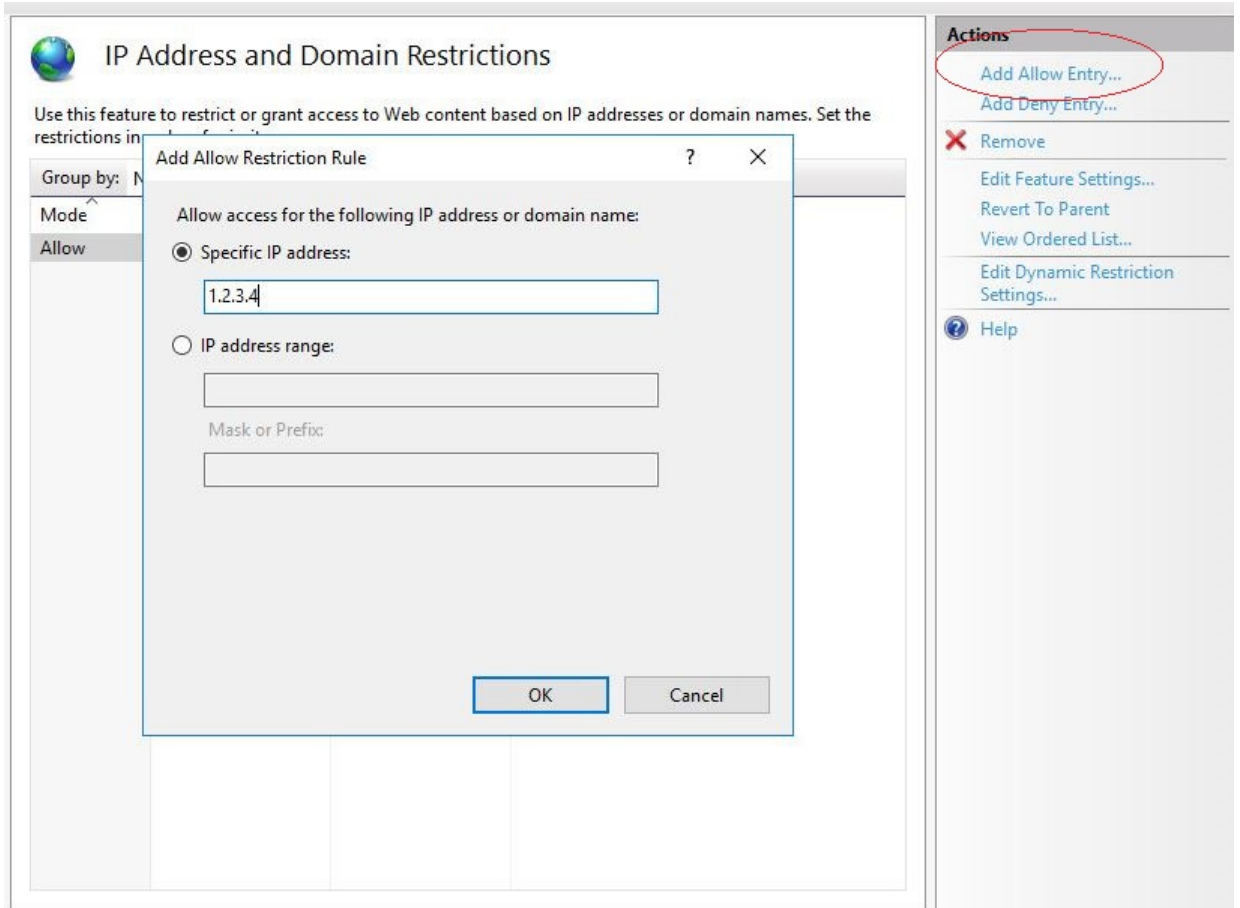 IP Address and Domain Restrictions
Use this feature to restrict or grant access to Web content based on IP addresses or domain names. Set the
restrictions in
Group by:
Mode
Allow
Add Allow Restriction Rule
?
Allow access for the following IP address or domain name:
Specific IP address:
1.2.3.4
IP address range:
Mask or Prefix:
OK
Cancel
Actions
Add Allow Entry...
Add Deny Entry...
Remove
Edit Feature Settings...
Revert To Parent
View Ordered List...
Edit Dynamic Restriction
Settings...
Help